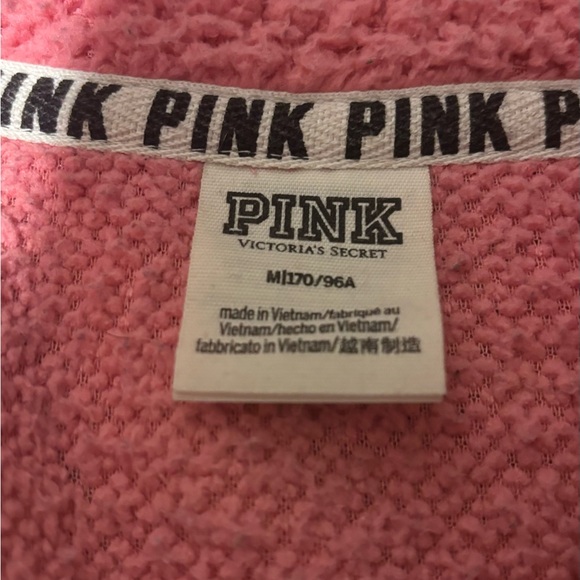 INK PINK PINK P
PINK
VICTORIA'S SECRET
M|170/96A
made in Vietnam/fabriqué au
Vietnam/hecho en Vietnam/
fabbricato in Vietnam/越南制造